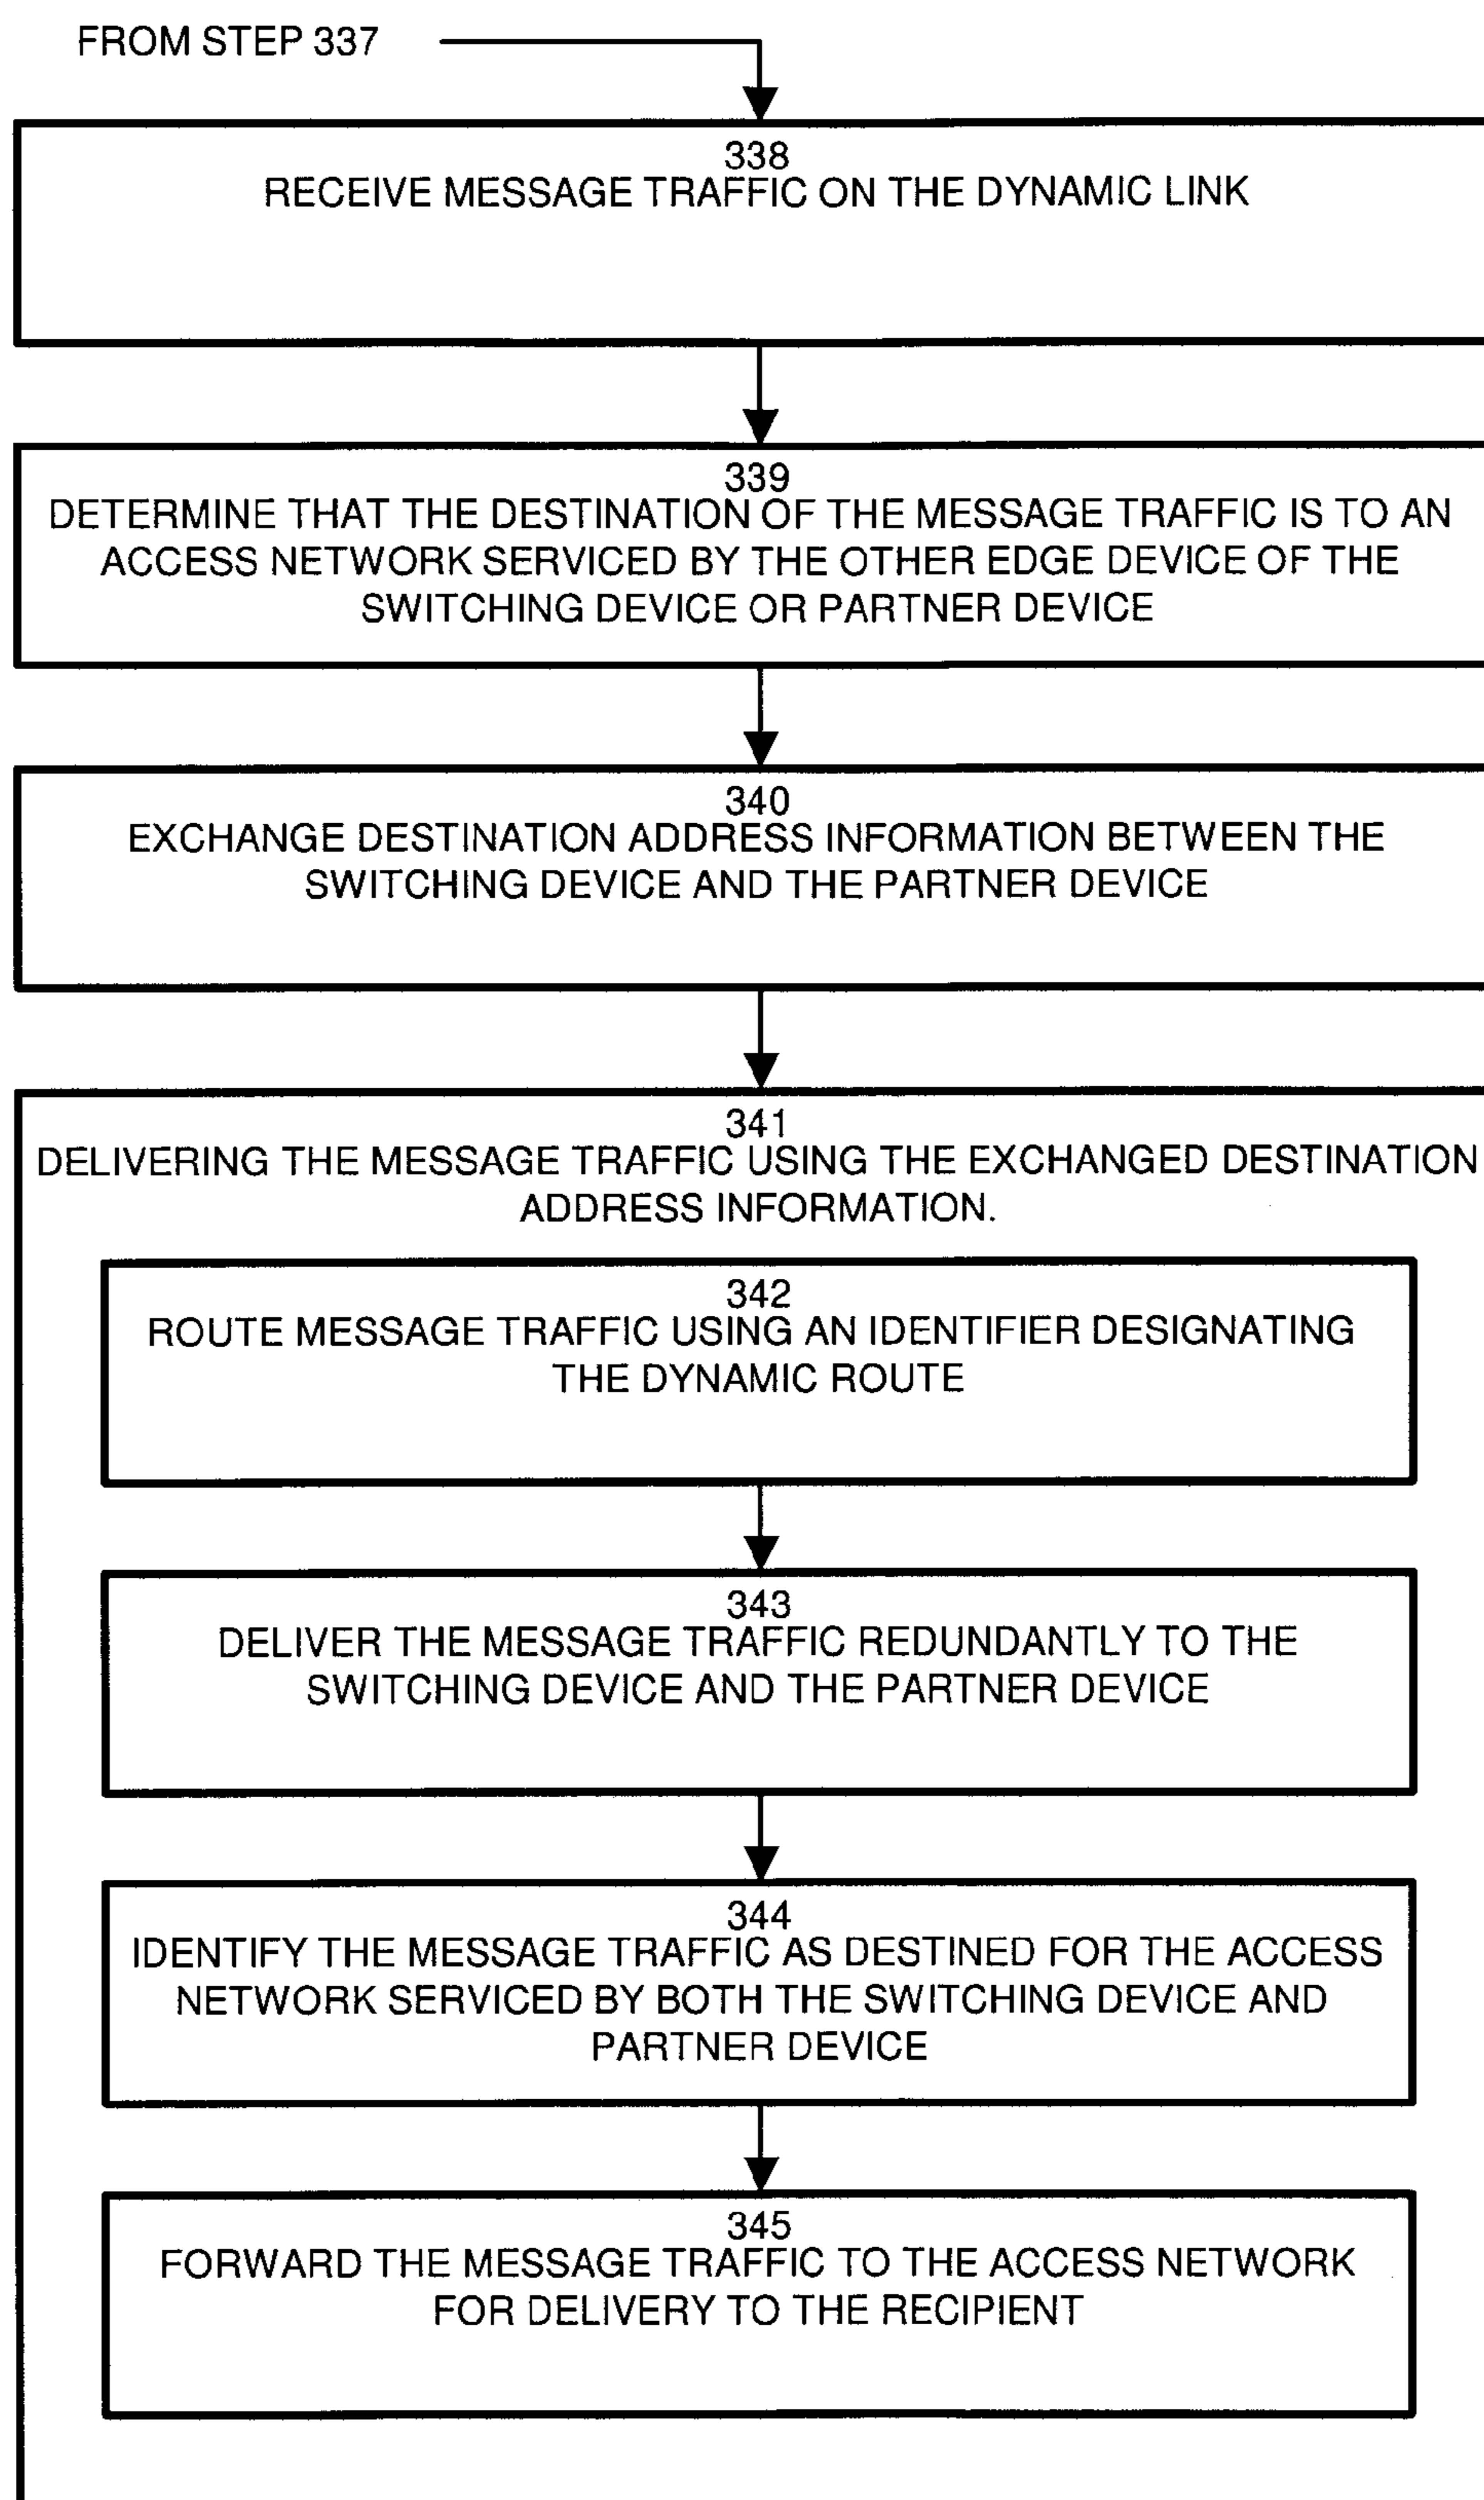 FROM STEP 337
338
RECEIVE MESSAGE TRAFFIC ON THE DYNAMIC LINK
339
DETERMINE THAT THE DESTINATION OF THE MESSAGE TRAFFIC IS TO AN
ACCESS NETWORK SERVICED BY THE OTHER EDGE DEVICE OF THE
SWITCHING DEVICE OR PARTNER DEVICE
340
EXCHANGE DESTINATION ADDRESS INFORMATION BETWEEN THE
SWITCHING DEVICE AND THE PARTNER DEVICE
341
DELIVERING THE MESSAGE TRAFFIC USING THE EXCHANGED DESTINATION
ADDRESS INFORMATION.
342
ROUTE MESSAGE TRAFFIC USING AN IDENTIFIER DESIGNATING
THE DYNAMIC ROUTE
343
DELIVER THE MESSAGE TRAFFIC REDUNDANTLY TO THE
SWITCHING DEVICE AND THE PARTNER DEVICE
344
IDENTIFY THE MESSAGE TRAFFIC AS DESTINED FOR THE ACCESS
NETWORK SERVICED BY BOTH THE SWITCHING DEVICE AND
PARTNER DEVICE
345
FORWARD THE MESSAGE TRAFFIC TO THE ACCESS NETWORK
FOR DELIVERY TO THE RECIPIENT